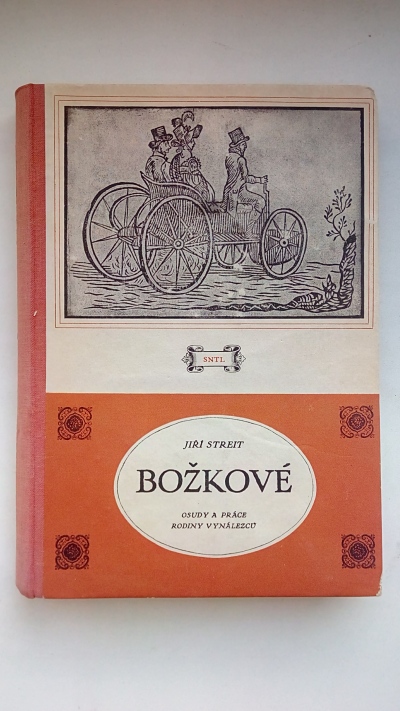 SNTL
JIŘÍ STREIT
BOŽKOVÉ
OSUDY A PRÁCE
RODINY VYNÁLEZCŮ